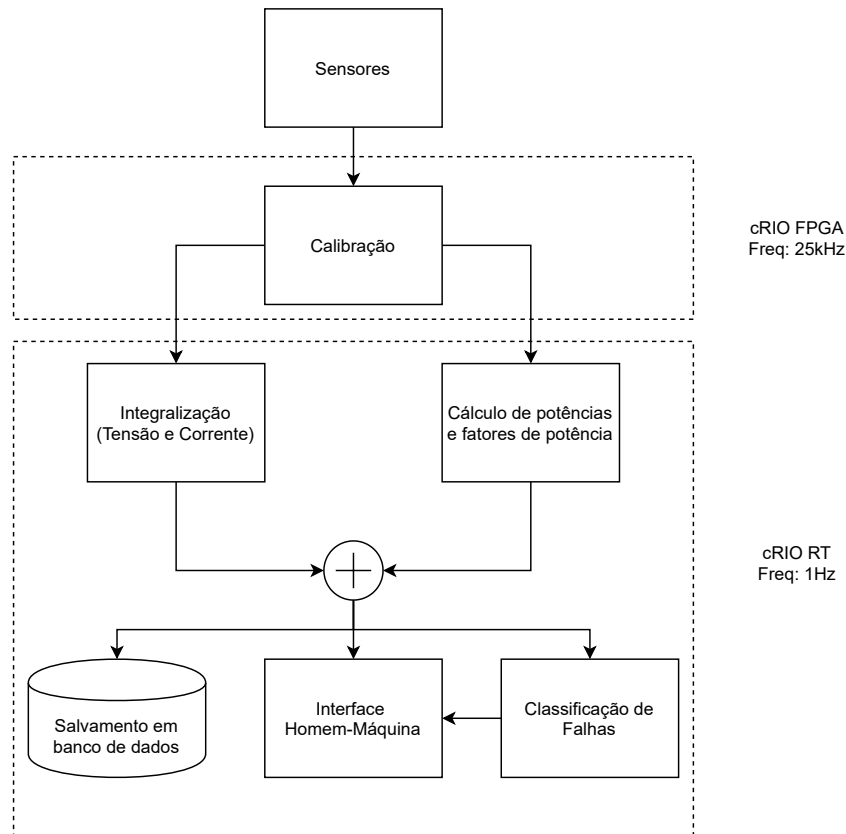 Sensores
Calibração
cRIO FPGA
Freq: 25kHz
Integralização
(Tensão e Corrente)
Cálculo de potências
e fatores de potência
cRIO RT
Freq: 1Hz
Salvamento em
banco de dados
Interface
Homem-Máquina
Classificação de
Falhas